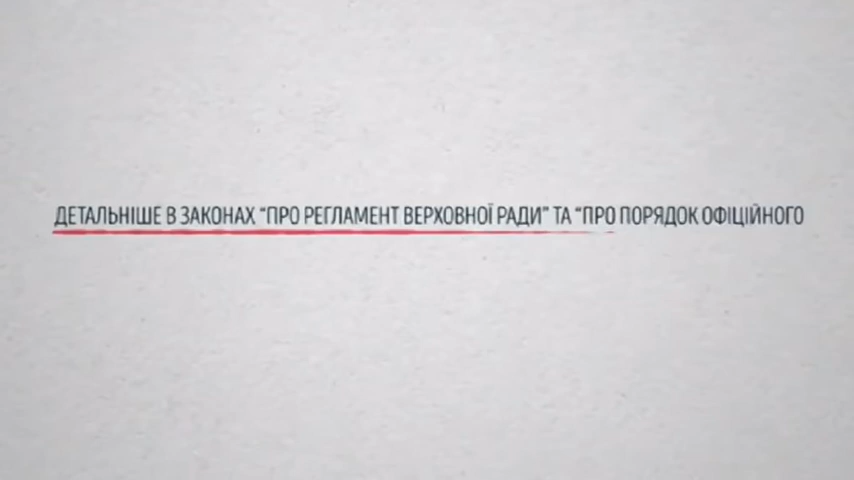 ДЕТАЛЬНІШЕ В ЗАКОНАХ “ПРО РЕГЛАМЕНТ ВЕРХОВНОЇ РАДИ” ТА “ПРО ПОРЯДОК ОФІЦІЙНОГО